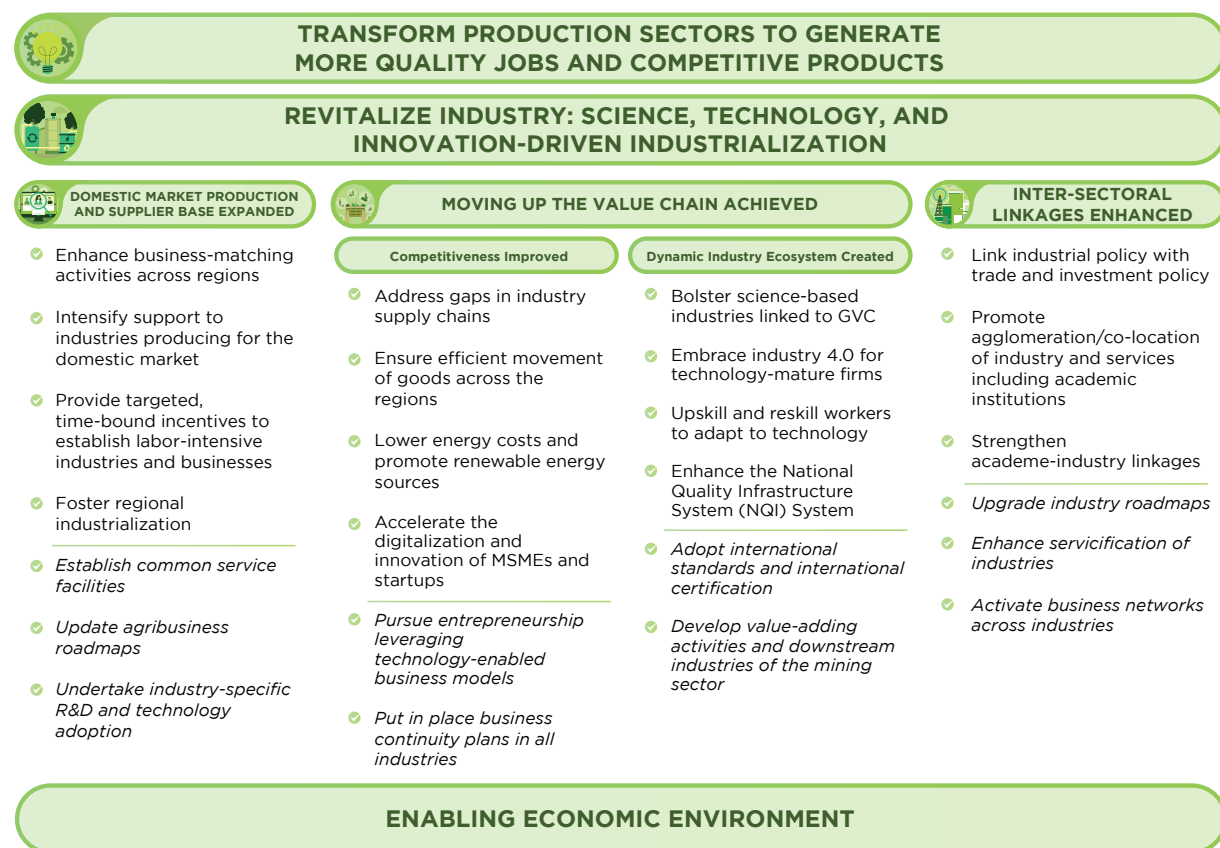 TRANSFORM PRODUCTION SECTORS TO GENERATE
MORE QUALITY JOBS AND COMPETITIVE PRODUCTS
REVITALIZE INDUSTRY: SCIENCE, TECHNOLOGY, AND
INNOVATION-DRIVEN INDUSTRIALIZATION
DOMESTIC MARKET PRODUCTION
AND SUPPLIER BASE EXPANDED
Enhance business-matching
activities across regions
Intensify support to
industries producing for the
domestic market
Provide targeted,
time-bound incentives to
establish labor-intensive
industries and businesses
Foster regional
industrialization
Establish common service
facilities
Update agribusiness
roadmaps
Undertake industry-specific
R&D and technology
adoption
MOVING UP THE VALUE CHAIN ACHIEVED
Competitiveness Improved
Address gaps in industry
supply chains
Ensure efficient movement
of goods across the
regions
Lower energy costs and
promote renewable energy
sources
Accelerate the
digitalization and
innovation of MSMEs and
startups
Pursue entrepreneurship
leveraging
technology-enabled
business models
Put in place business
continuity plans in all
industries
Dynamic Industry Ecosystem Created
Bolster science-based
industries linked to GVC
Embrace industry 4.0 for
technology-mature firms
Upskill and reskill workers
to adapt to technology
Enhance the National
Quality Infrastructure
System (NQI) System
Adopt international
standards and international
certification
Develop value-adding
activities and downstream
industries of the mining
sector
INTER-SECTORAL
LINKAGES ENHANCED
Link industrial policy with
trade and investment policy
Promote
agglomeration/co-location
of industry and services
including academic
institutions
Strengthen
academe-industry linkages
Upgrade industry roadmaps
Enhance servicification of
industries
Activate business networks
across industries
ENABLING ECONOMIC ENVIRONMENT